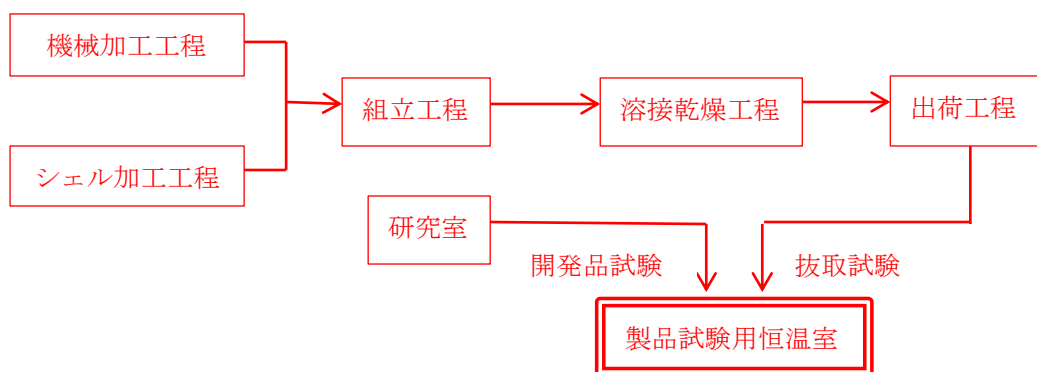 機械加工工程
組立工程
溶接乾燥工程
出荷工程
シェル加工工程
研究室
開発品試験
抜取試験
製品試験用恒温室